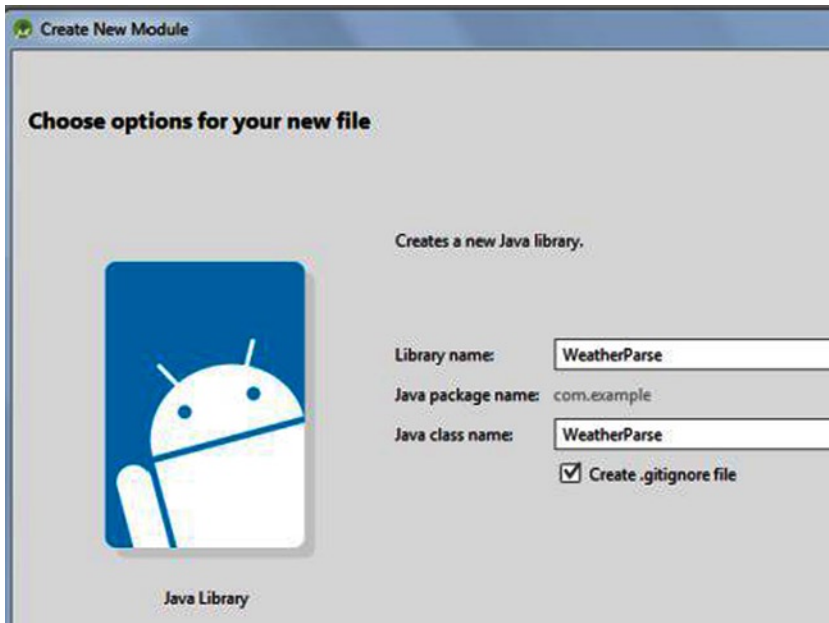 Create New Module
Choose options for your new file
Creates a new Java library.
Library name: WeatherParse
Java package name: com.example
Java class name: WeatherParse
Create .gitignore file
Java Library